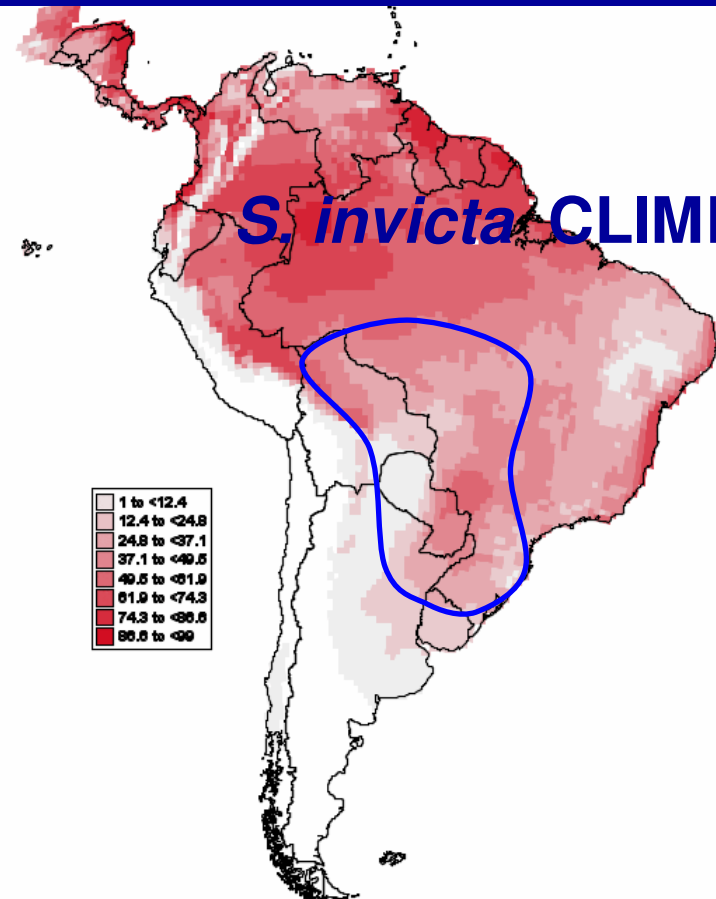 S. invicta CLIM
1 to <12.4
12.4 to <24.8
24.8 to <37.1
37.1 to <49.5
49.5 to <61.9
61.9 to <74.3
74.3 to <86.6
86.6 to <99